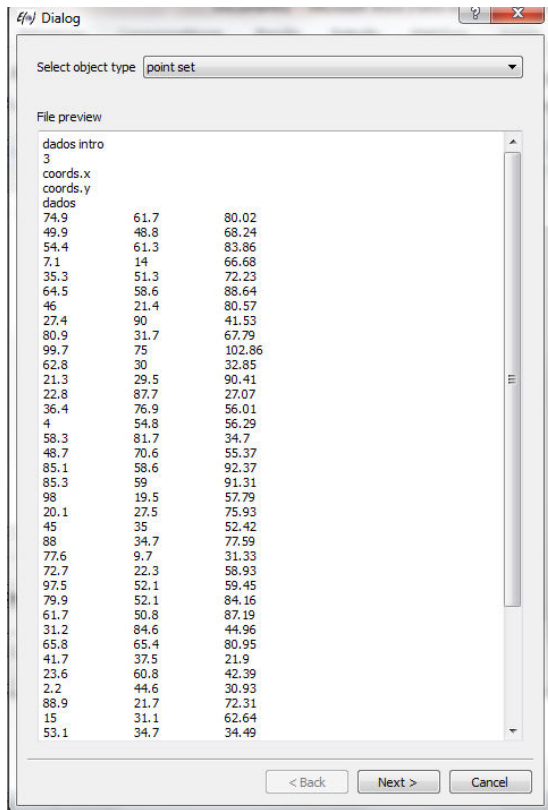 E{(*)} Dialog
Select object type point set
File preview
dados intro
3
coords.x
coords.y
dados
74.9 61.7 80.02
49.9 48.8 68.24
54.4 61.3 83.86
7.1 14 66.68
35.3 51.3 72.23
64.5 58.6 88.64
46 21.4 80.57
27.4 90 41.53
80.9 31.7 67.79
99.7 75 102.86
62.8 30 32.85
21.3 29.5 90.41
22.8 87.7 27.07
36.4 76.9 56.01
4 54.8 56.29
58.3 81.7 34.7
48.7 70.6 55.37
85.1 58.6 92.37
85.3 59 91.31
98 19.5 57.79
20.1 27.5 75.93
45 35 52.42
88 34.7 77.59
77.6 9.7 31.33
72.7 22.3 58.93
97.5 52.1 59.45
79.9 52.1 84.16
61.7 50.8 87.19
31.2 84.6 44.96
65.8 65.4 80.95
41.7 37.5 21.9
23.6 60.8 42.39
2.2 44.6 30.93
88.9 21.7 72.31
15 31.1 62.64
53.1 34.7 34.49
< Back Next > Cancel